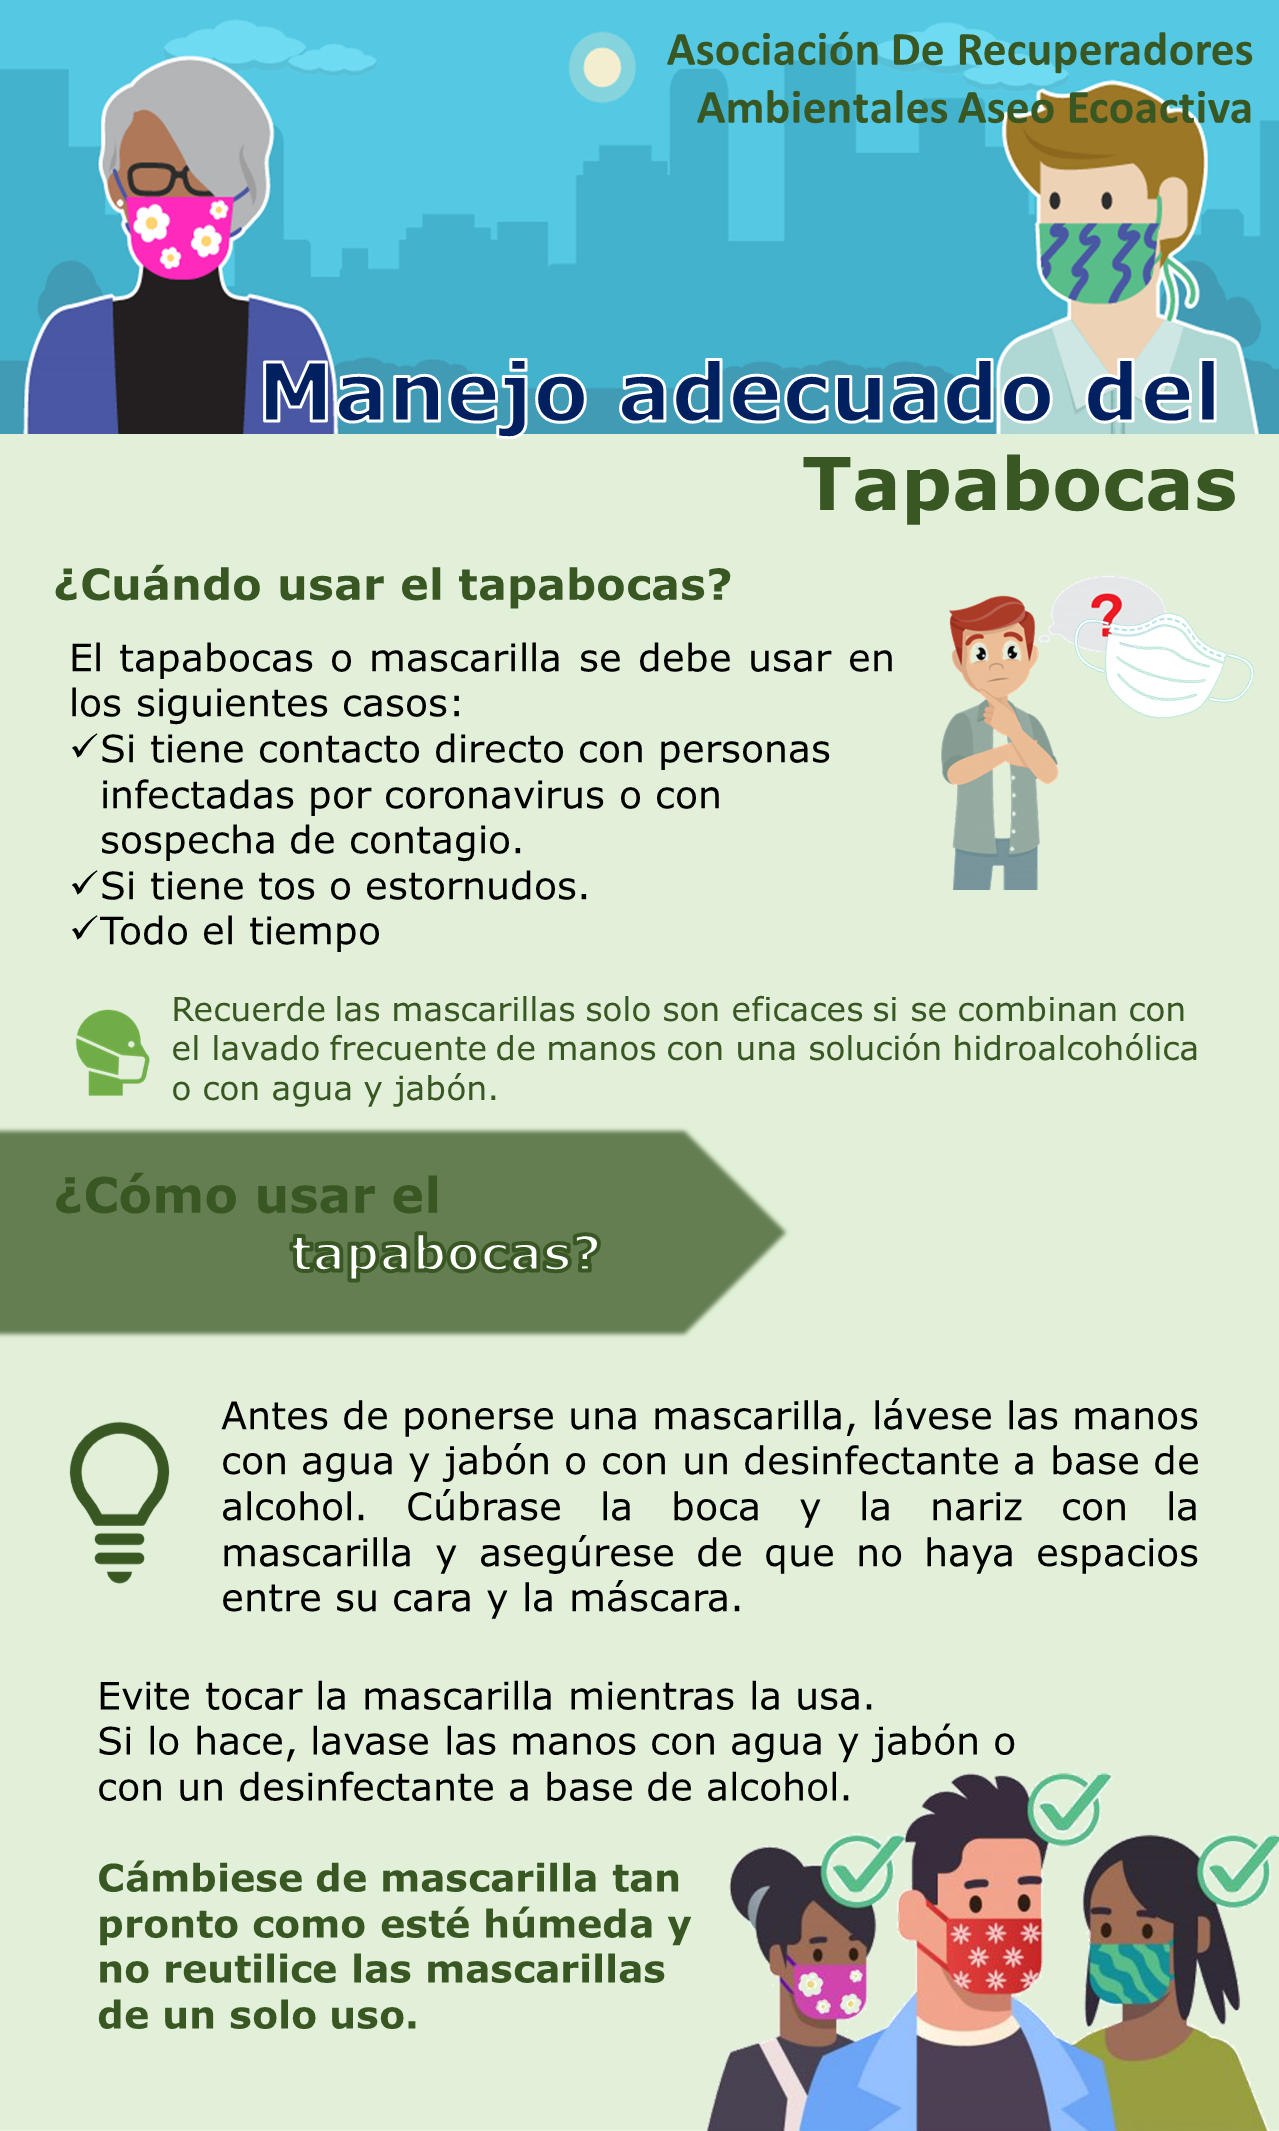 Asociación De Recuperadores
Ambientales Aseo Ecoactiva
Manejo adecuado del
Tapabocas
¿Cuándo usar el tapabocas?
El tapabocas o mascarilla se debe usar en
los siguientes casos:
✓Si tiene contacto directo con personas
infectadas por coronavirus o con
sospecha de contagio.
✓Si tiene tos o estornudos.
✓Todo el tiempo
?
Recuerde las mascarillas solo son eficaces si se combinan con
el lavado frecuente de manos con una solución hidroalcohólica
o con agua y jabón.
¿Cómo usar el
tapabocas?
Antes de ponerse una mascarilla, lávese las manos
con agua y jabón o con un desinfectante a base de
alcohol. Cúbrase la boca y la nariz con la
mascarilla y asegúrese de que no haya espacios
entre su cara y la máscara.
Evite tocar la mascarilla mientras la usa.
Si lo hace, lavase las manos con agua y jabón o
con un desinfectante a base de alcohol.
Cámbiese de mascarilla tan
pronto como esté húmeda y
no reutilice las mascarillas
de un solo uso.